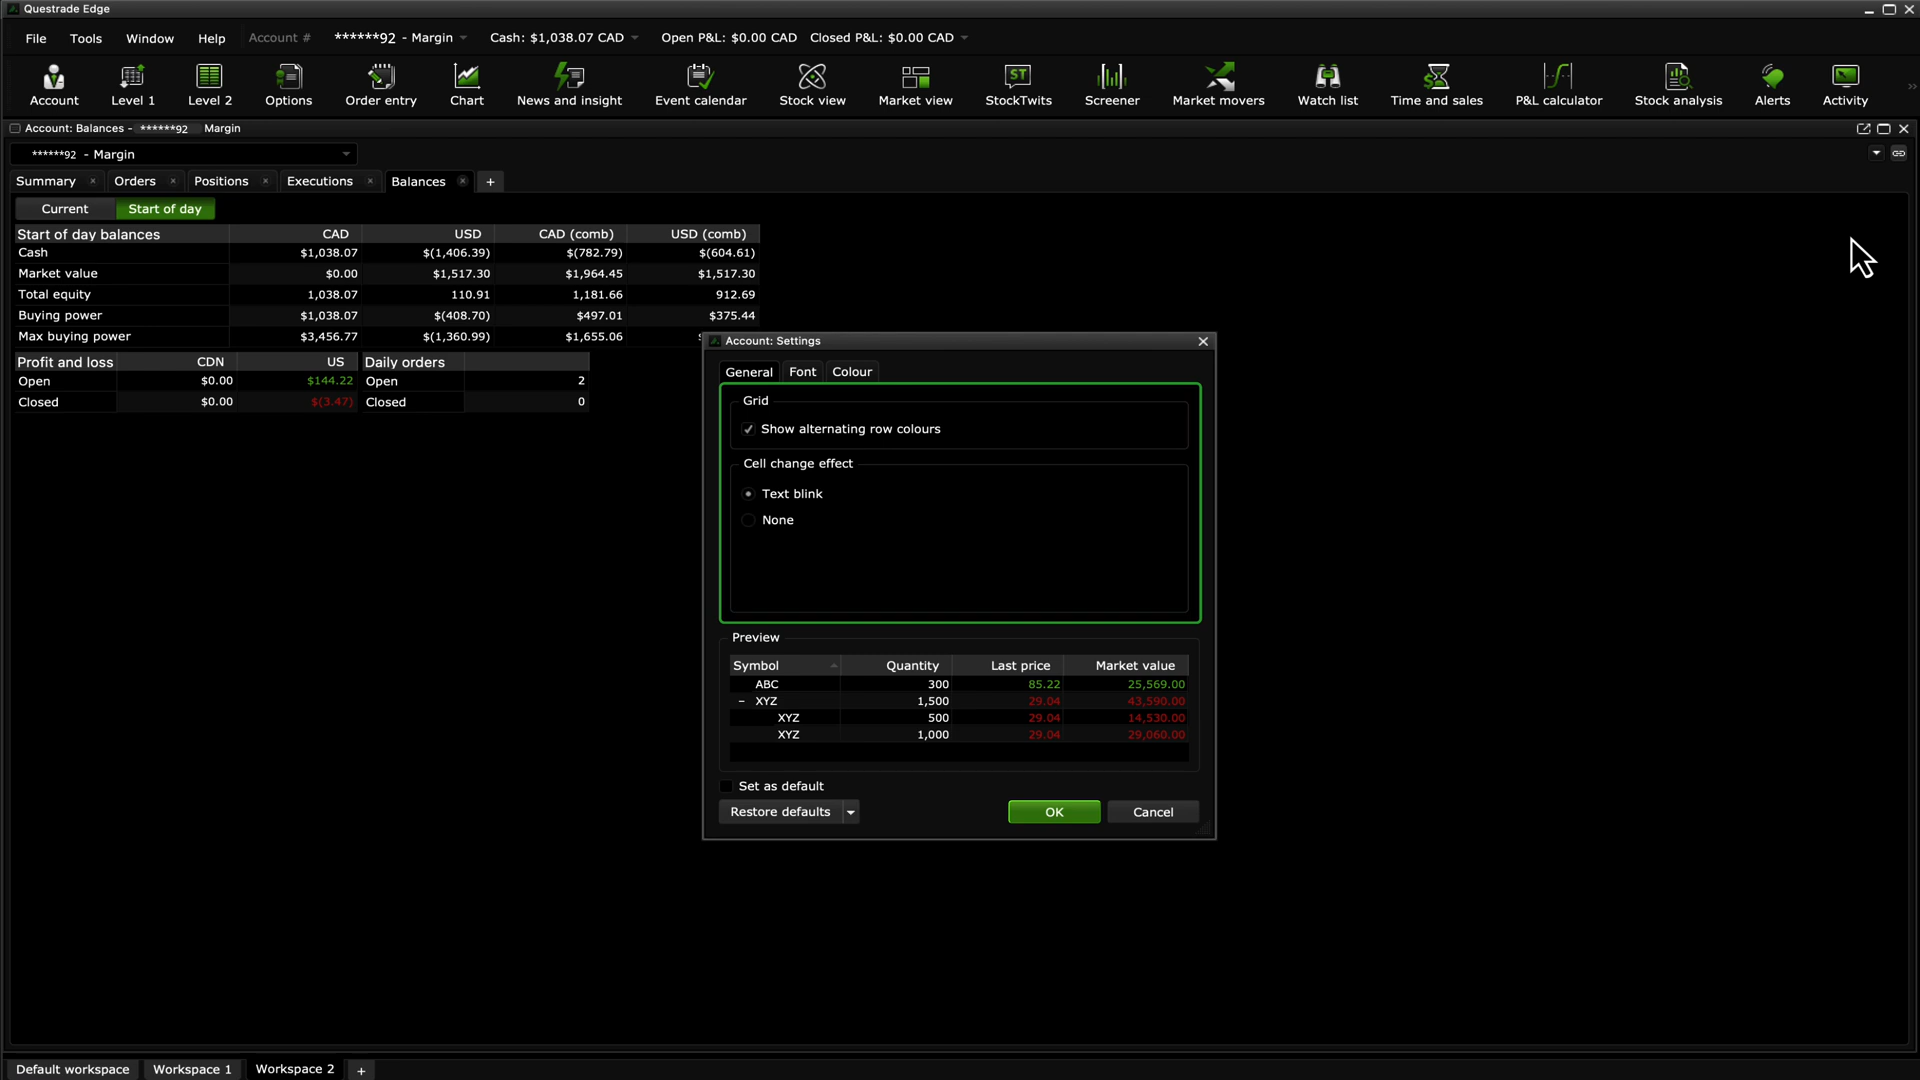 Questrade Edge
File Tools Window Help Account # ******92 - Margin Cash: $1,038.07 CAD Open P&L: $0.00 CAD Closed P&L: $0.00 CAD
Account Level 1 Level 2 Options Order entry Chart News and insight Event calendar Stock view Market view ST StockTwits Screener Market movers Watch list Time and sales P&L calculator Stock analysis Alerts Activity
Account: Balances - ******92 Margin
******92 - Margin
Summary Orders Positions Executions Balances +
Current Start of day
Start of day balances CAD USD CAD (comb) USD (comb)
Cash $1,038.07 $(1,406.39) $(782.79) $(604.61)
Market value $0.00 $1,517.30 $1,964.45 $1,517.30
Total equity 1,038.07 110.91 1,181.66 912.69
Buying power $1,038.07 $(408.70) $497.01 $375.44
Max buying power $3,456.77 $(1,360.99) $1,655.06
Profit and loss CDN US Daily orders
Open $0.00 $144.22 Open 2
Closed $0.00 $(3.47) Closed 0
Account: Settings
General Font Colour
Grid
Show alternating row colours
Cell change effect
Text blink
None
Preview
Symbol Quantity Last price Market value
ABC 300 85.22 25,569.00
− XYZ 1,500 29.04 43,590.00
XYZ 500 29.04 14,530.00
XYZ 1,000 29.04 29,060.00
Set as default
Restore defaults OK Cancel
Default workspace Workspace 1 Workspace 2 +